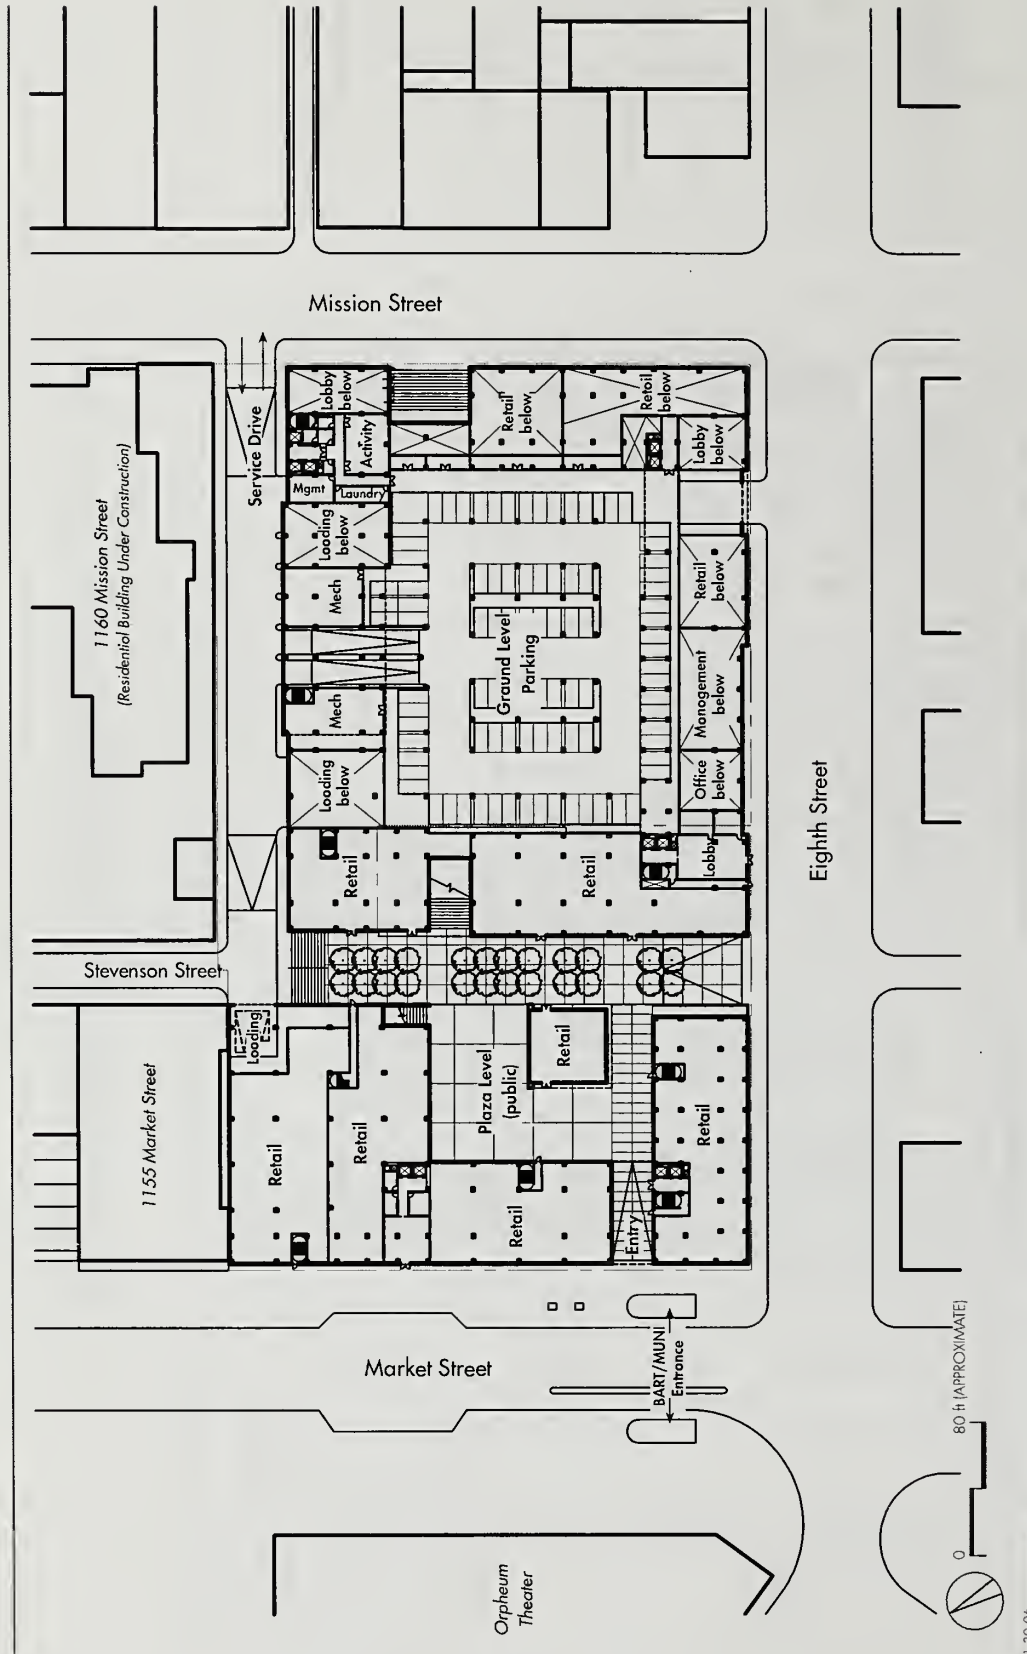 Mission Street
1160 Mission Street
(Residential Building Under Construction)
Service Drive
Lobby
below
Activity
Mgmt
Laundry
Retail
below
Retail
below
Lobby
below
Loading
below
Mech
Mech
Loading
below
Ground Level
Parking
Retail
below
Management
below
Office
below
Lobby
Retail
Retail
Eighth Street
Stevenson Street
1155 Market Street
Loading
Retail
Retail
Plaza Level
(public)
Retail
Retail
Retail
Entry
Market Street
BART/MUNI
Entrance
Orpheum
Theater
0
80 ft (APPROXIMATE)